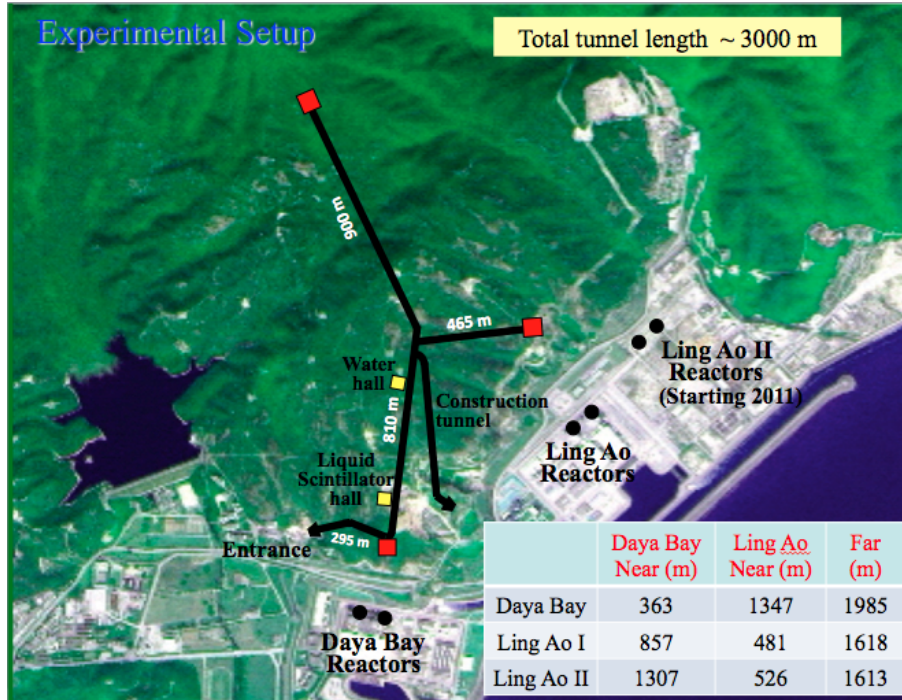 Experimental Setup
Total tunnel length ~ 3000 m
900 m
465 m
Water
hall
810 m
Construction
tunnel
Ling Ao II
Reactors
(Starting 2011)
Ling Ao
Reactors
Liquid
Scintillator
hall
Entrance
295 m
Daya Bay
Reactors
Daya Bay Near (m) Ling Ao Near (m) Far (m)
Daya Bay 363 1347 1985
Ling Ao I 857 481 1618
Ling Ao II 1307 526 1613